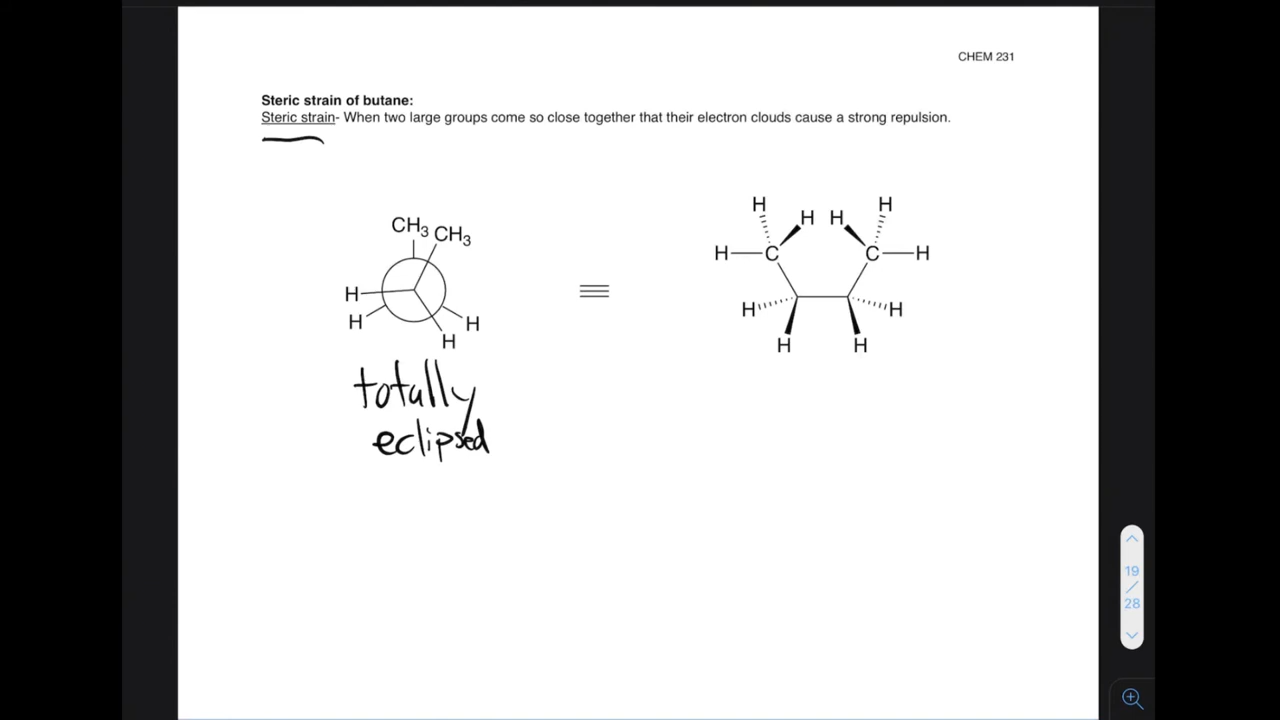 CHEM 231
Steric strain of butane:
Steric strain- When two large groups come so close together that their electron clouds cause a strong repulsion.
CH3 CH3
H
H
H
H
totally
eclipsed
H H
H H
H C C H
H H
H H
19
/
28